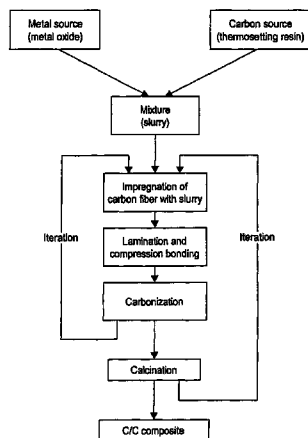 Metal source
(metal oxide)
Carbon source
(thermosetting resin)
Mixture
(slurry)
Impregnation of
carbon fiber with slurry
Iteration
Lamination and
compression bonding
Iteration
Carbonization
Calcination
C/C composite